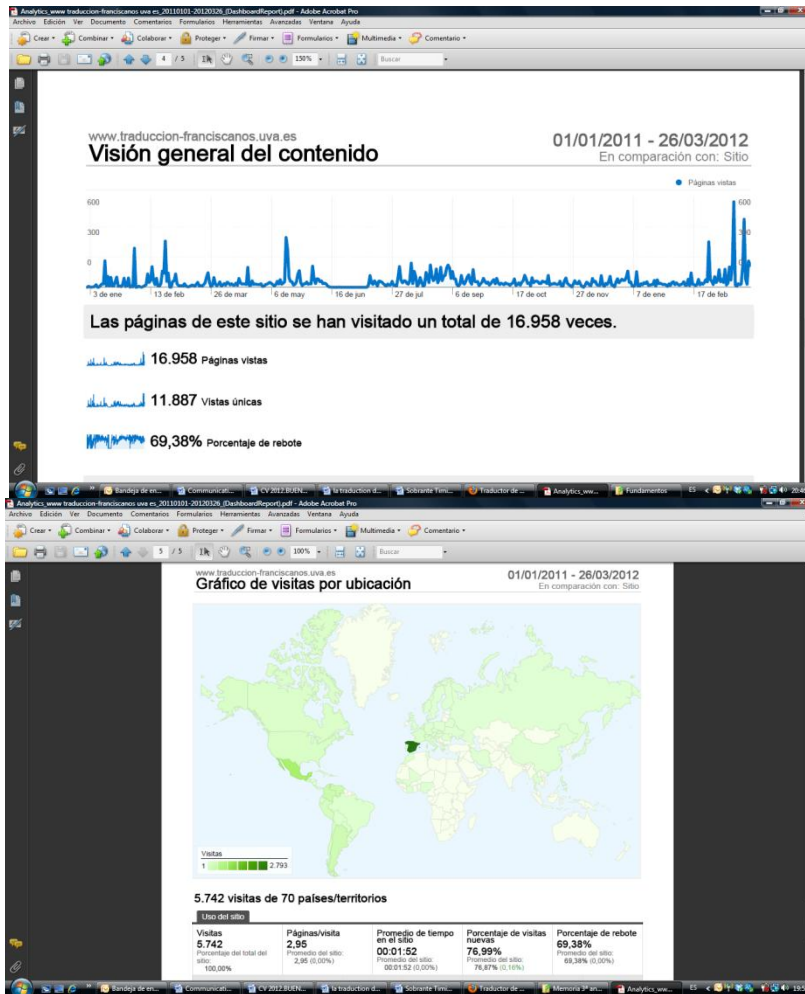 Analytics_www traduccion-franciscanos uva es_20110101-20120326_(DashboardReport).pdf - Adobe Acrobat Pro
Archivo Edición Ver Documento Comentarios Formularios Herramientas Avanzadas Ventana Ayuda
Crear Combinar Colaborar Proteger Firmar Formularios Multimedia Comentario
4 / 5 150% Buscar
www.traduccion-franciscanos.uva.es
Visión general del contenido
01/01/2011 - 26/03/2012
En comparación con: Sitio
Páginas vistas
600 600
300 300
0 0
3 de ene 13 de feb 26 de mar 6 de may 16 de jun 27 de jul 6 de sep 17 de oct 27 de nov 7 de ene 17 de feb
Las páginas de este sitio se han visitado un total de 16.958 veces.
16.958 Páginas vistas
11.887 Vistas únicas
69,38% Porcentaje de rebote
Bandeja de en... Communicati... CV 2012.BUEN... la traduction d... Sobrante Timi... Traductor de ... Analytics_ww... Fundamentos ES
Analytics_www traduccion-franciscanos uva es_20110101-20120326_(DashboardReport).pdf - Adobe Acrobat Pro
Archivo Edición Ver Documento Comentarios Formularios Herramientas Avanzadas Ventana Ayuda
Crear Combinar Colaborar Proteger Firmar Formularios Multimedia Comentario
5 / 5 100% Buscar
www.traduccion-franciscanos.uva.es
Gráfico de visitas por ubicación
01/01/2011 - 26/03/2012
En comparación con: Sitio
Visitas
1 2.793
5.742 visitas de 70 países/territorios
Uso del sitio
Visitas
5.742
Porcentaje del total del
sitio:
100,00%
Páginas/visita
2,95
Promedio del sitio:
2,95 (0,00%)
Promedio de tiempo
en el sitio
00:01:52
Promedio del sitio:
00:01:52 (0,00%)
Porcentaje de visitas
nuevas
76,99%
Promedio del sitio:
76,87% (0,16%)
Porcentaje de rebote
69,38%
Promedio del sitio:
69,38% (0,00%)
Bandeja de en... Communicati... CV 2012.BUEN... la traduction d... Sobrante Timi... Traductor de ... Memoria 3ª an... Analytics_ww... ES